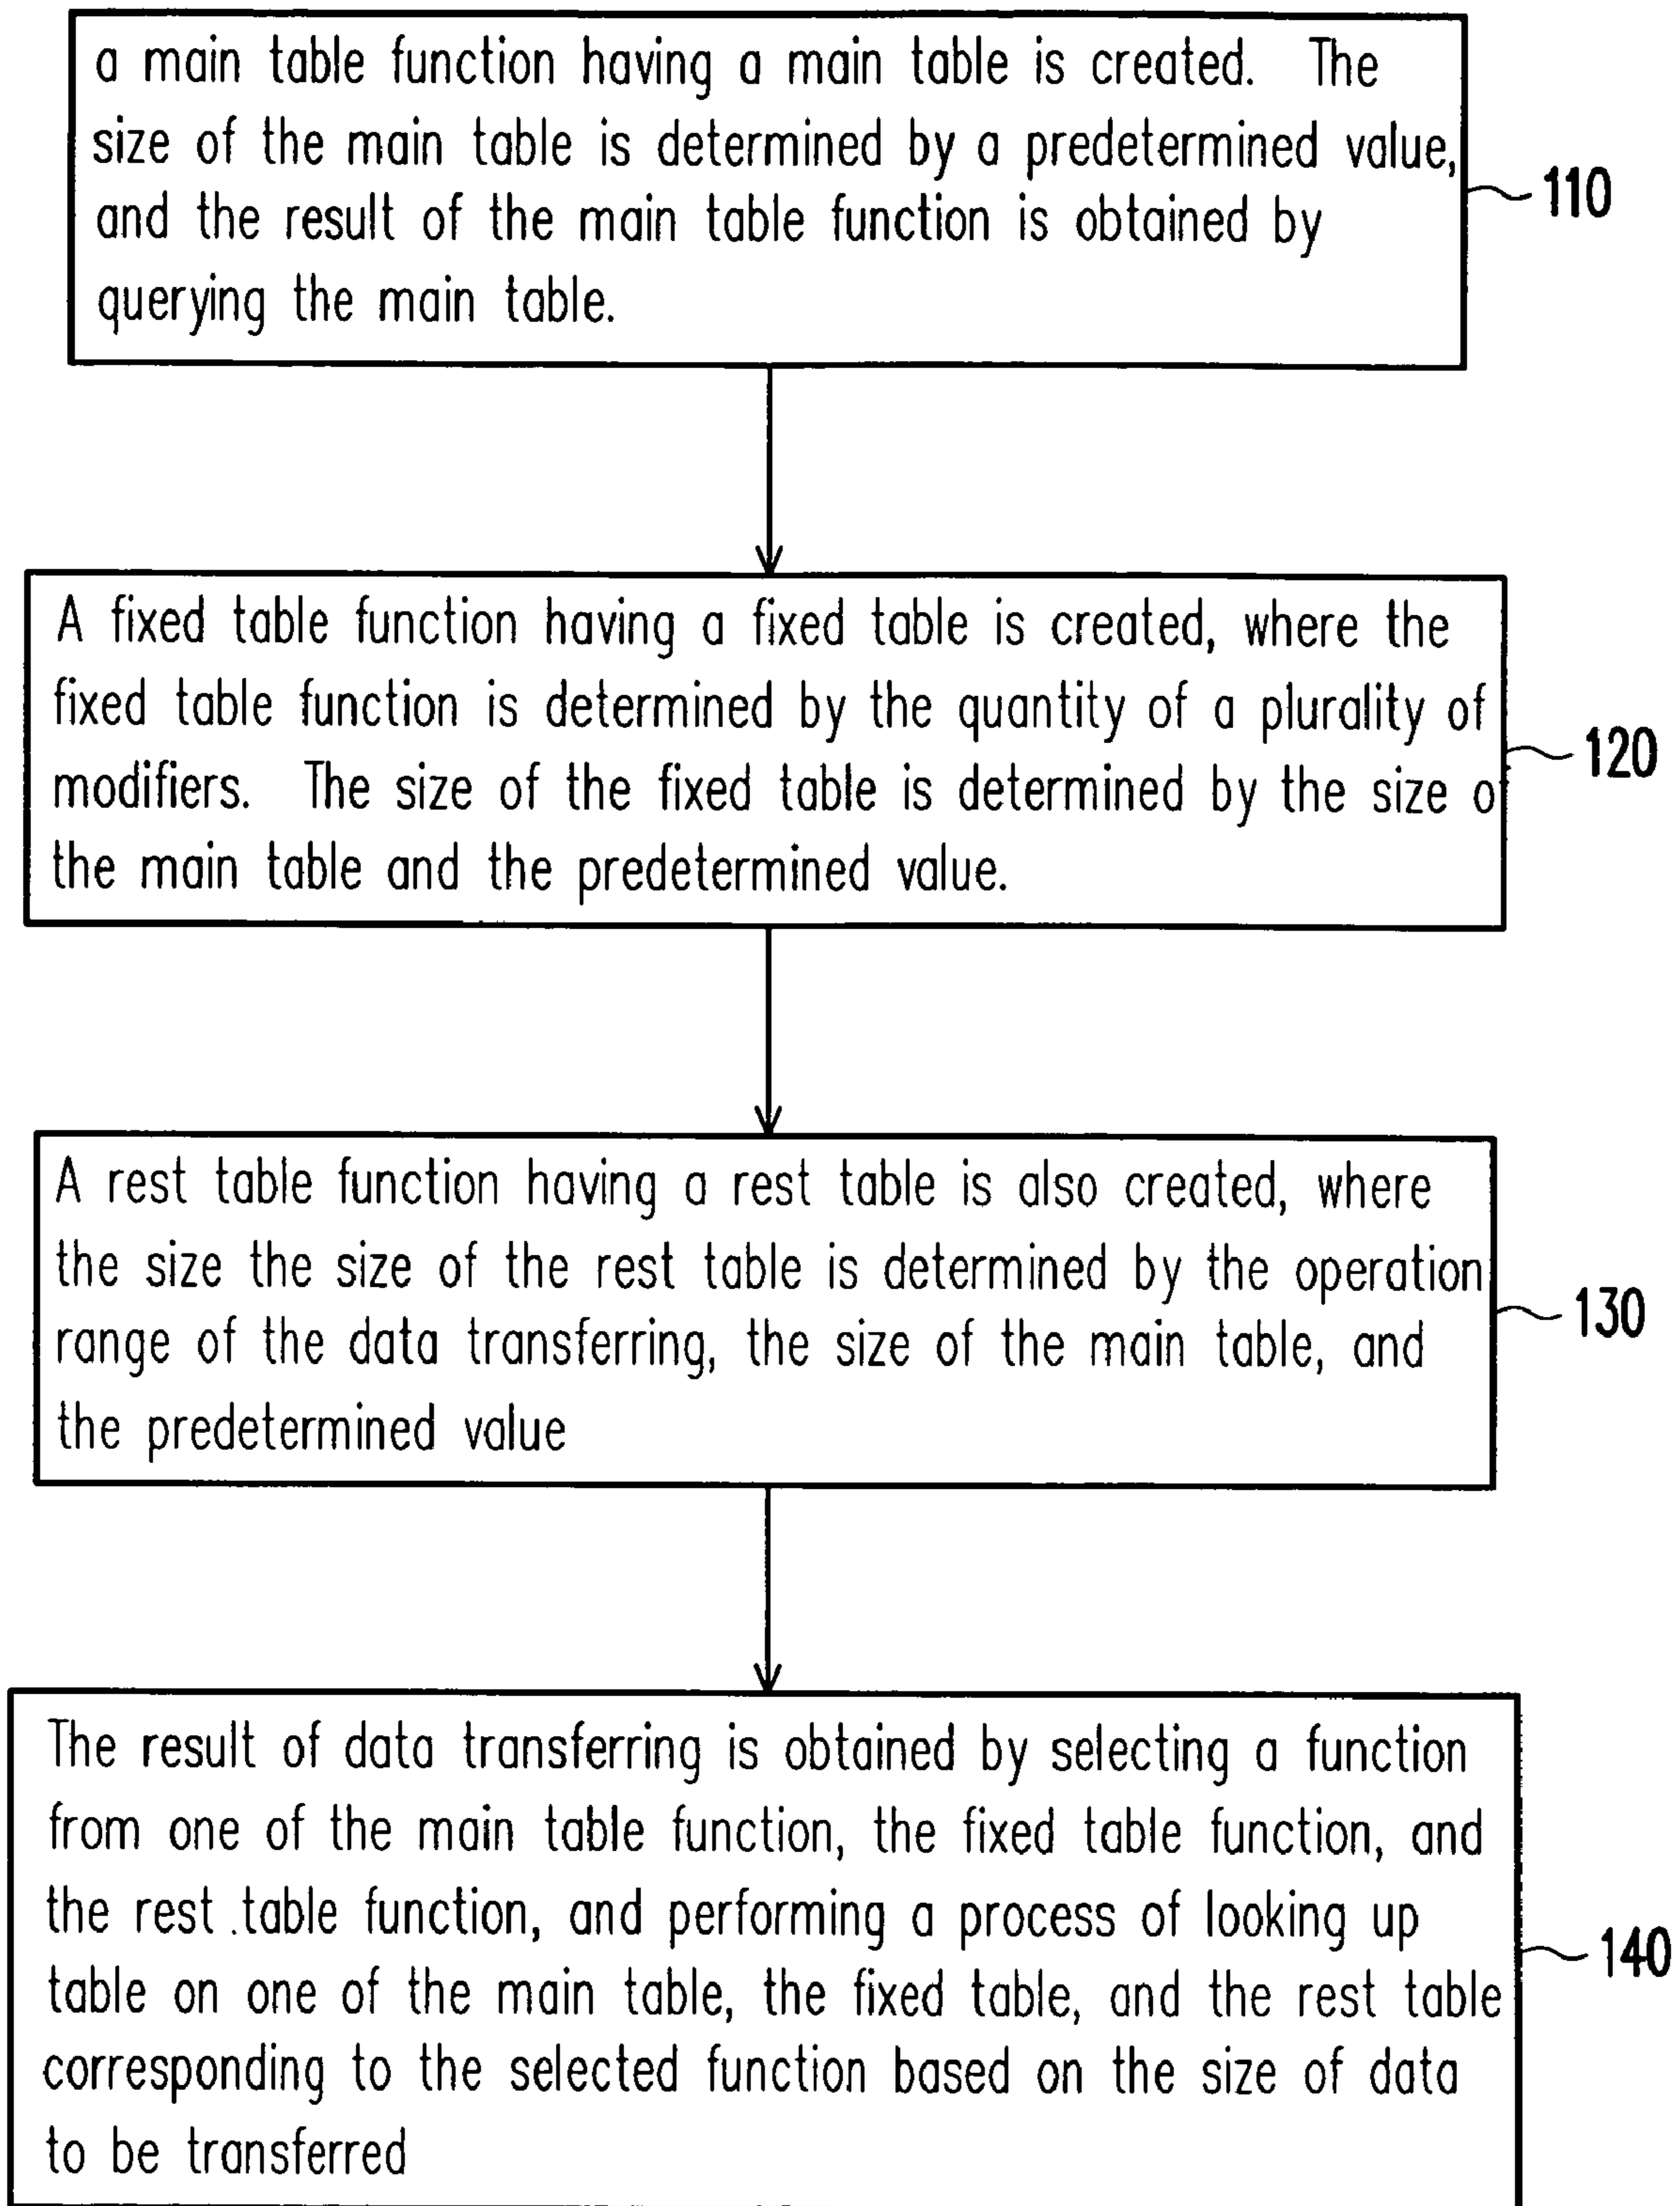 a main table function having a main table is created. The
size of the main table is determined by a predetermined value,
and the result of the main table function is obtained by
querying the main table.
110
A fixed table function having a fixed table is created, where the
fixed table function is determined by the quantity of a plurality of
modifiers. The size of the fixed table is determined by the size of
the main table and the predetermined value.
120
A rest table function having a rest table is also created, where
the size the size of the rest table is determined by the operation
range of the data transferring, the size of the main table, and
the predetermined value
130
The result of data transferring is obtained by selecting a function
from one of the main table function, the fixed table function, and
the rest table function, and performing a process of looking up
table on one of the main table, the fixed table, and the rest table
corresponding to the selected function based on the size of data
to be transferred
140